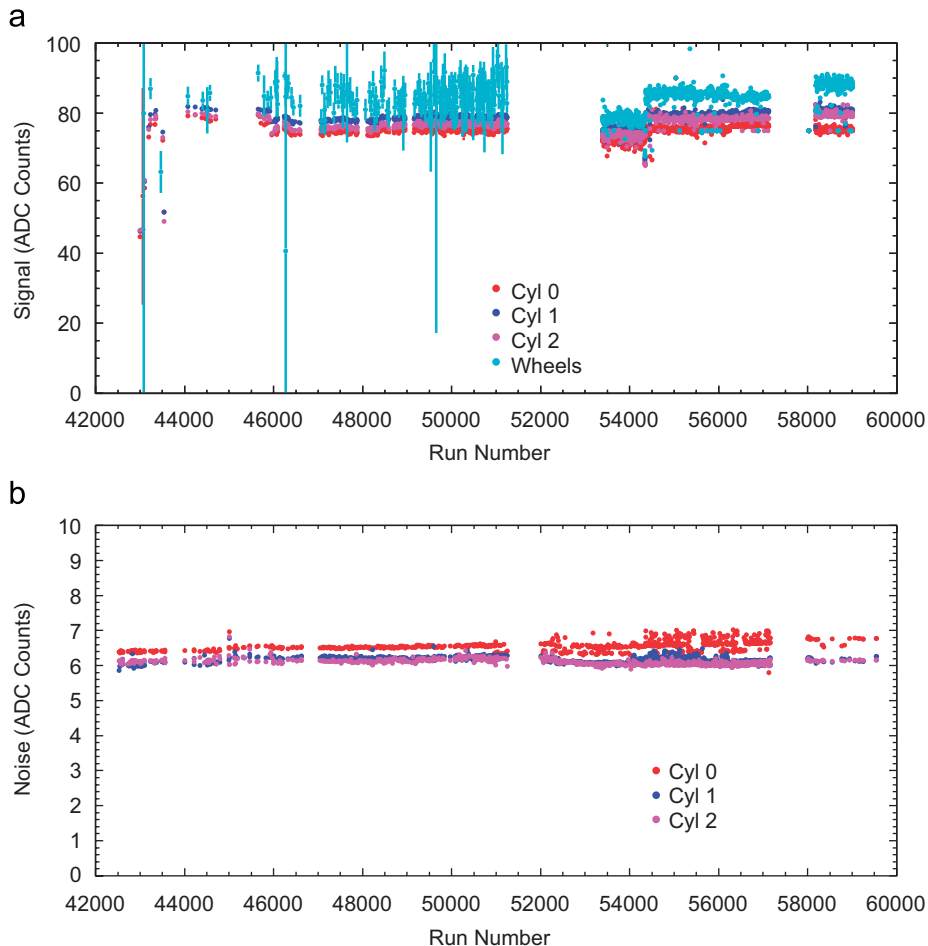 a
100
80
60
40
20
0
Signal (ADC Counts)
Cyl 0
Cyl 1
Cyl 2
Wheels
42000 44000 46000 48000 50000 52000 54000 56000 58000 60000
Run Number
b
10
9
8
7
6
5
4
3
2
1
0
Noise (ADC Counts)
Cyl 0
Cyl 1
Cyl 2
42000 44000 46000 48000 50000 52000 54000 56000 58000 60000
Run Number